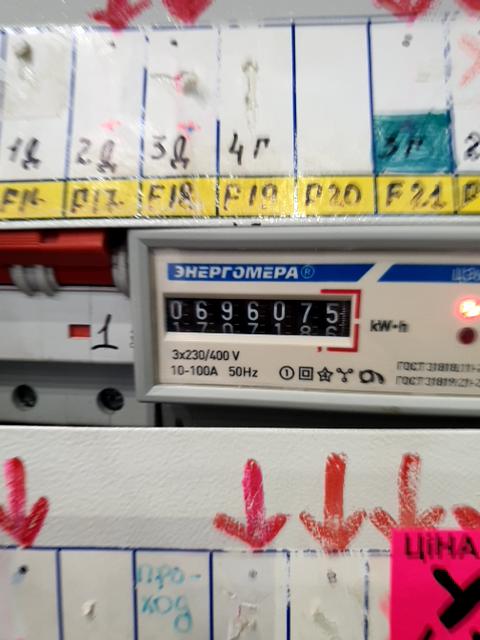 1Д 2Д 3Д 4Г 3Г
F16 F17 F18 F19 F20 F21
ЭНЕРГОМЕРА®
0696075
kW•h
1
3x230/400 V
10-100A 50Hz
ЦІНА
про-
ход